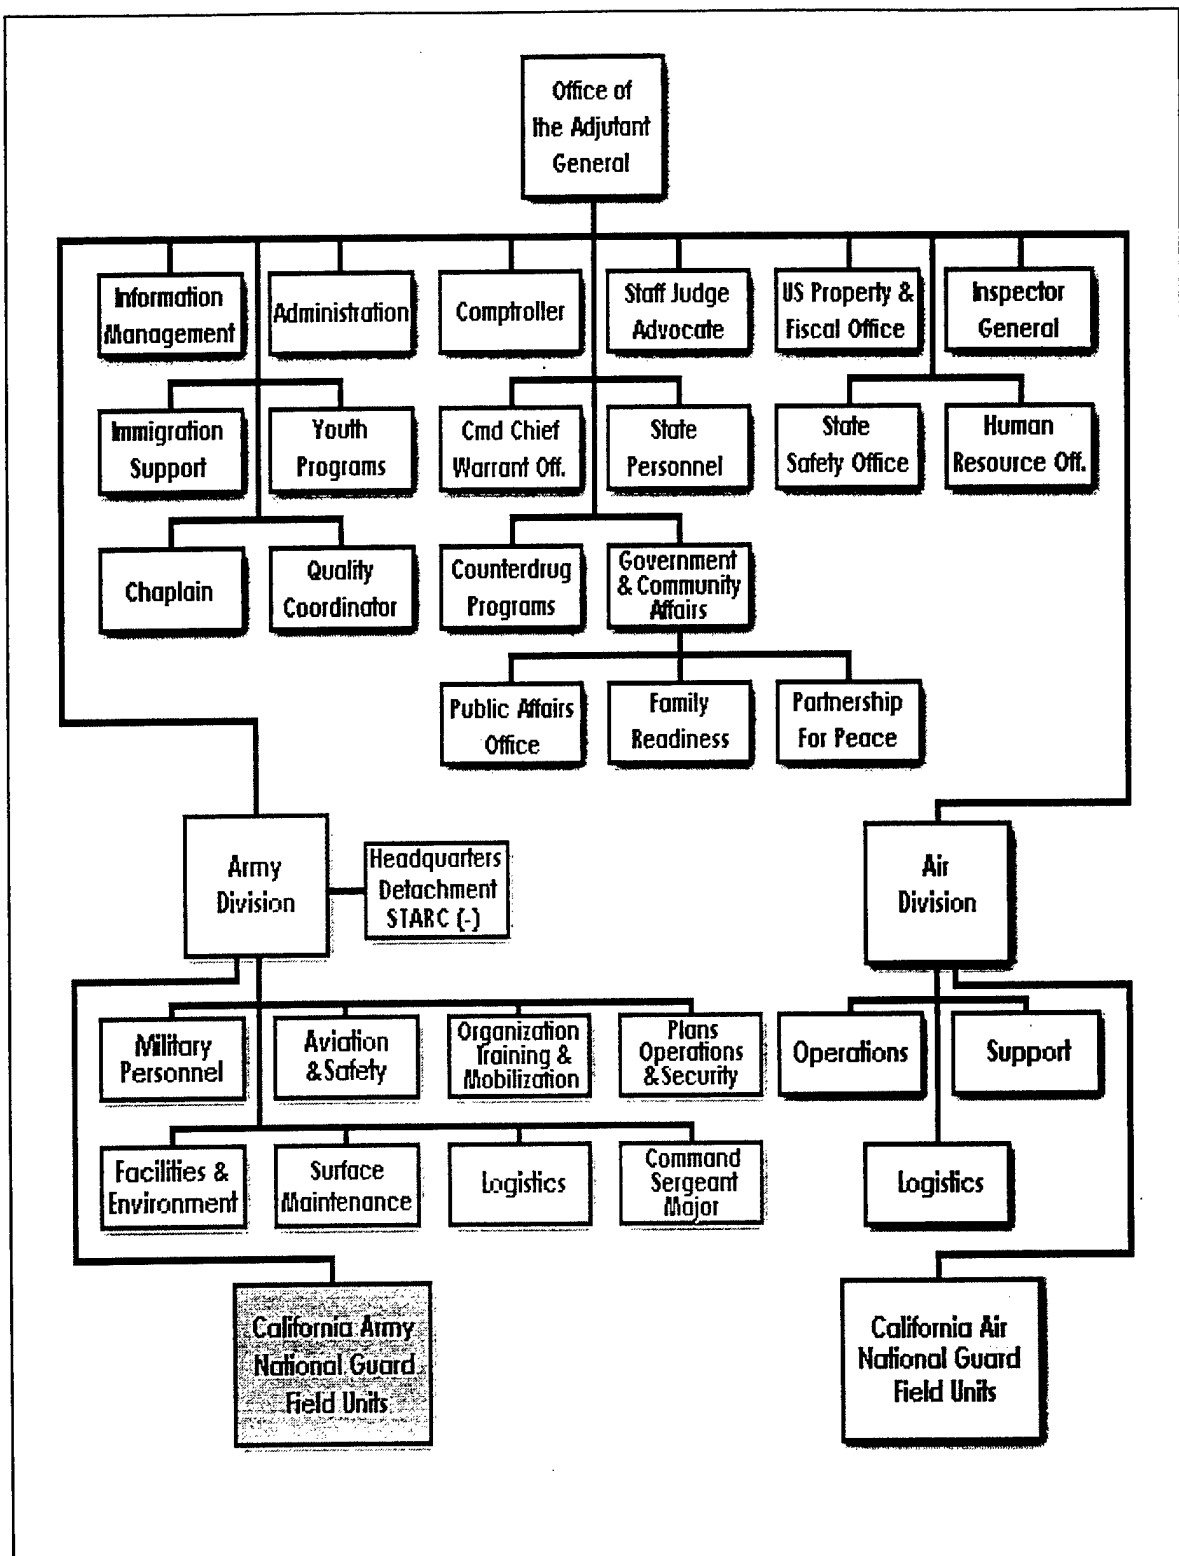 Office of
the Adjutant
General
Information
Management
Administration
Comptroller
Staff Judge
Advocate
US Property &
Fiscal Office
Inspector
General
Immigration
Support
Youth
Programs
Cmd Chief
Warrant Off.
State
Personnel
State
Safety Office
Human
Resource Off.
Chaplain
Quality
Coordinator
Counterdrug
Programs
Government
& Community
Affairs
Public Affairs
Office
Family
Readiness
Partnership
For Peace
Army
Division
Headquarters
Detachment
STARC (-)
Air
Division
Military
Personnel
Aviation
& Safety
Organization
Training &
Mobilization
Plans
Operations
& Security
Operations
Support
Facilities &
Environment
Surface
Maintenance
Logistics
Command
Sergeant
Major
Logistics
California Army
National Guard
Field Units
California Air
National Guard
Field Units